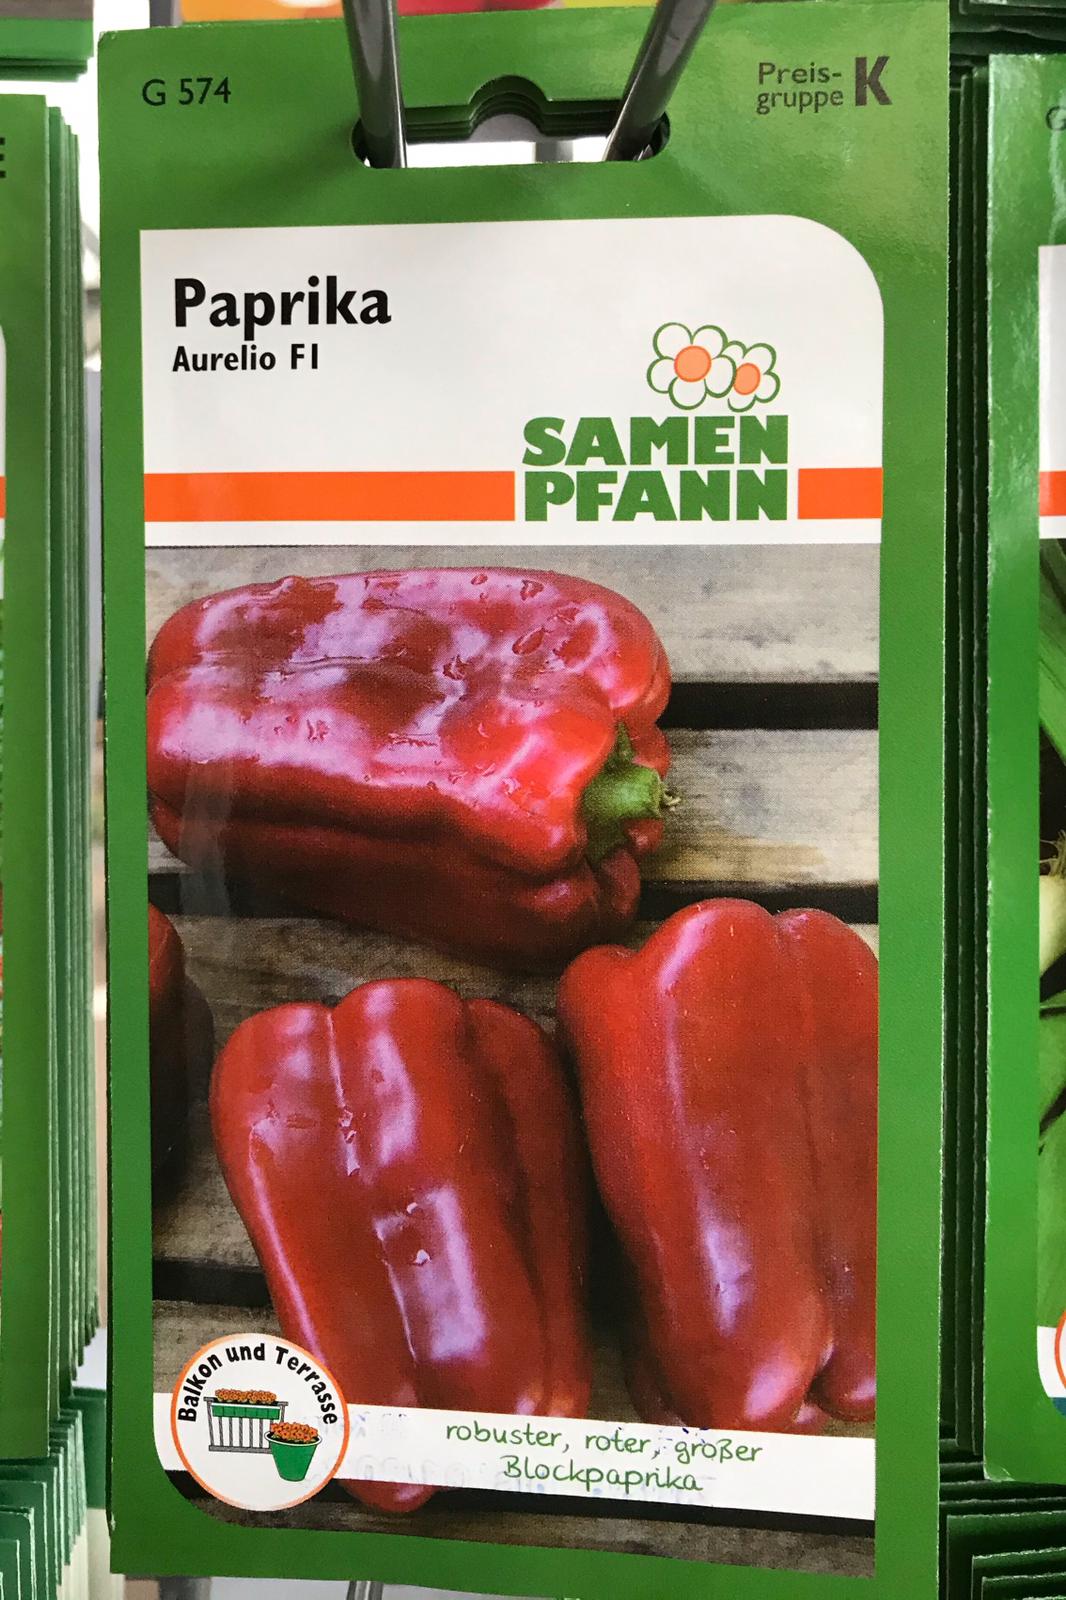 G 574
Preis-
gruppe K
Paprika
Aurelio F1
SAMEN
PFANN
Balkon und Terrasse
robuster, roter, großer
Blockpaprika